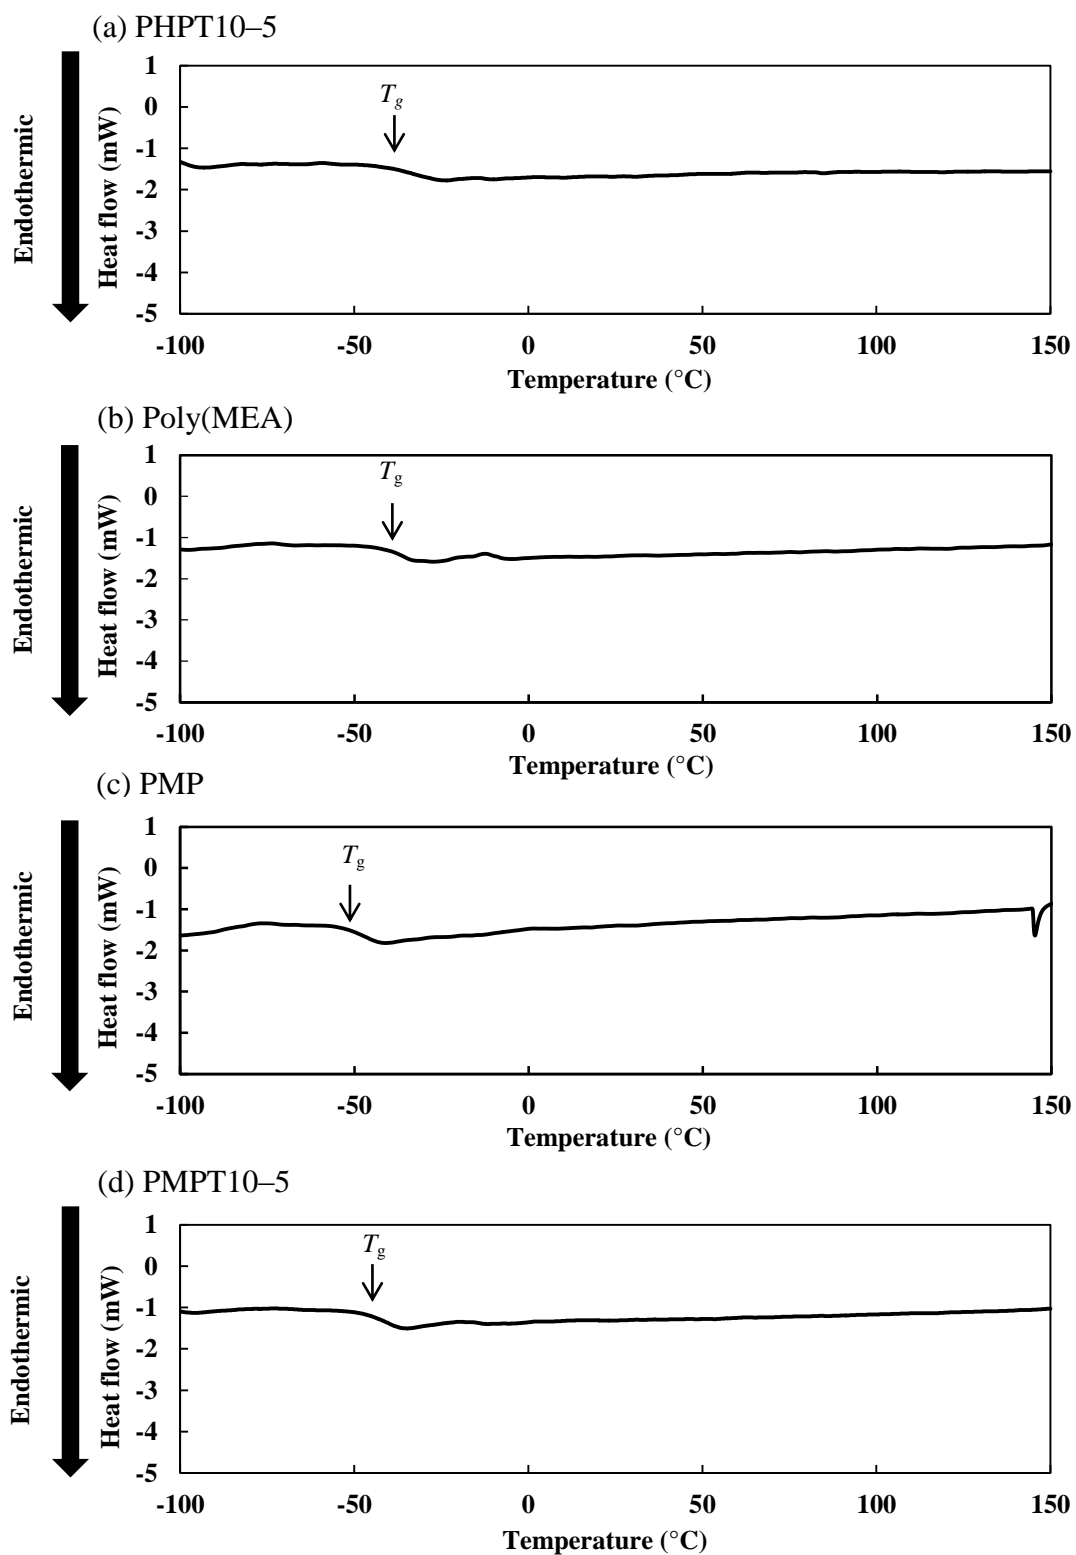 (a) PHPT10–5
Endothermic
Heat flow (mW)
1
0
-1
-2
-3
-4
-5
Tg
-100 -50 0 50 100 150
Temperature (°C)
(b) Poly(MEA)
Endothermic
Heat flow (mW)
1
0
-1
-2
-3
-4
-5
Tg
-100 -50 0 50 100 150
Temperature (°C)
(c) PMP
Endothermic
Heat flow (mW)
1
0
-1
-2
-3
-4
-5
Tg
-100 -50 0 50 100 150
Temperature (°C)
(d) PMPT10–5
Endothermic
Heat flow (mW)
1
0
-1
-2
-3
-4
-5
Tg
-100 -50 0 50 100 150
Temperature (°C)